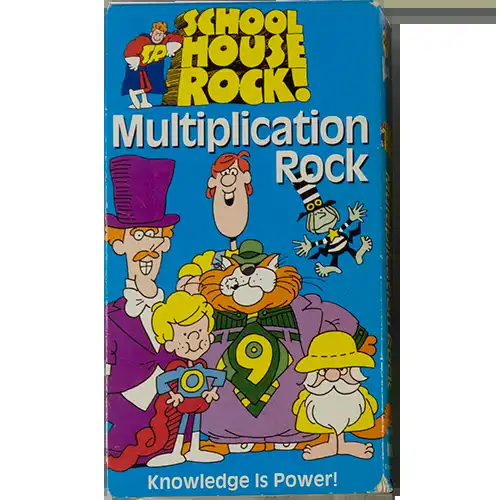 SCHOOL
HOUSE
ROCK!
Multiplication
Rock
9
Knowledge Is Power!